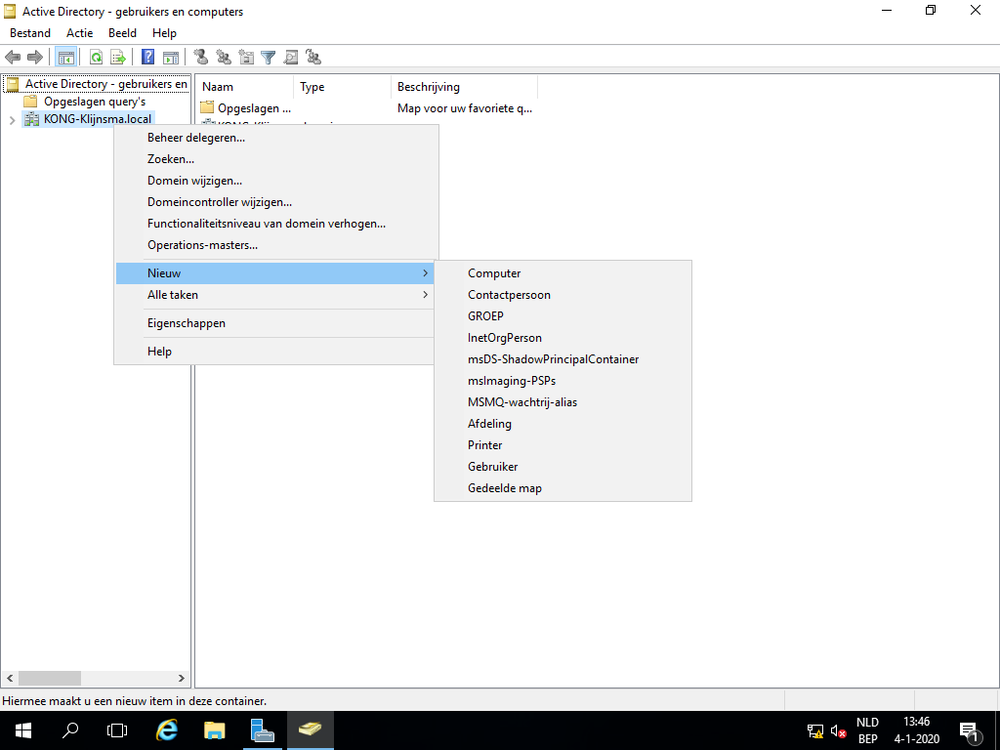 Active Directory - gebruikers en computers
Bestand Actie Beeld Help
Active Directory - gebruikers en
Opgeslagen query's
KONG-Klijnsma.local
Naam Type Beschrijving
Opgeslagen ... Map voor uw favoriete q...
Beheer delegeren...
Zoeken...
Domein wijzigen...
Domeincontroller wijzigen...
Functionaliteitsniveau van domein verhogen...
Operations-masters...
Nieuw
Alle taken
Eigenschappen
Help
Computer
Contactpersoon
GROEP
InetOrgPerson
msDS-ShadowPrincipalContainer
msImaging-PSPs
MSMQ-wachtrij-alias
Afdeling
Printer
Gebruiker
Gedeelde map
Hiermee maakt u een nieuw item in deze container.
NLD
BEP
13:46
4-1-2020
1